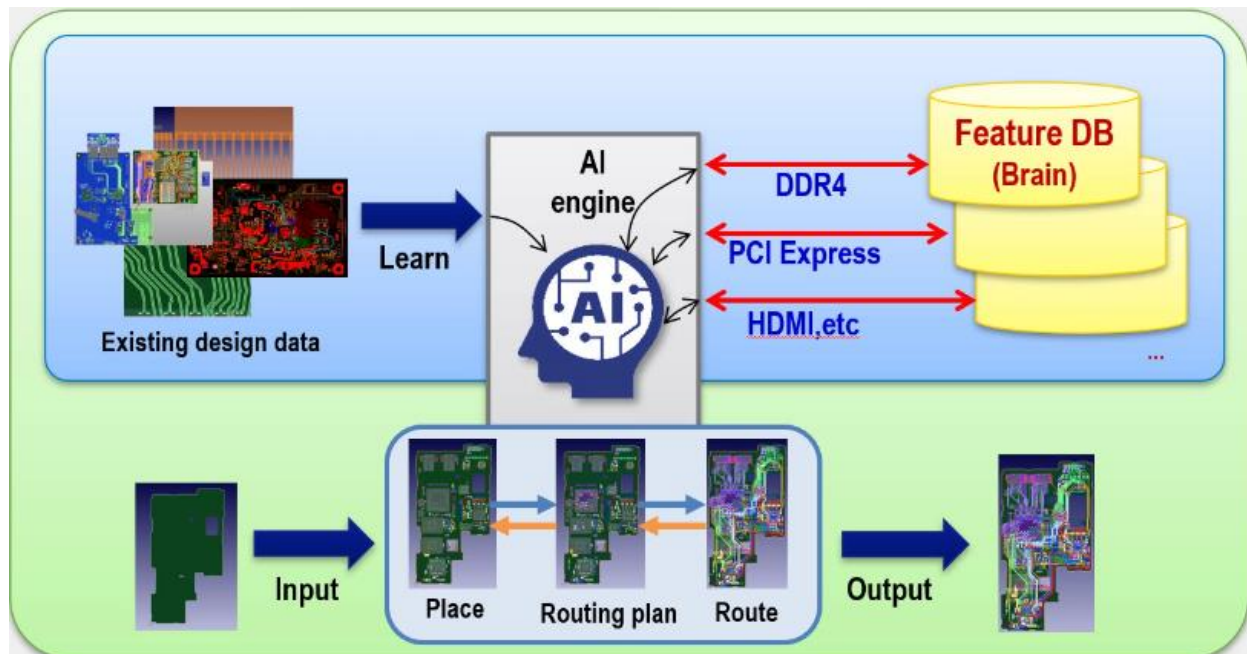 AI
engine
Feature DB
(Brain)
DDR4
Learn
PCI Express
HDMI,etc
Existing design data
...
AI
Input
Place
Routing plan
Route
Output